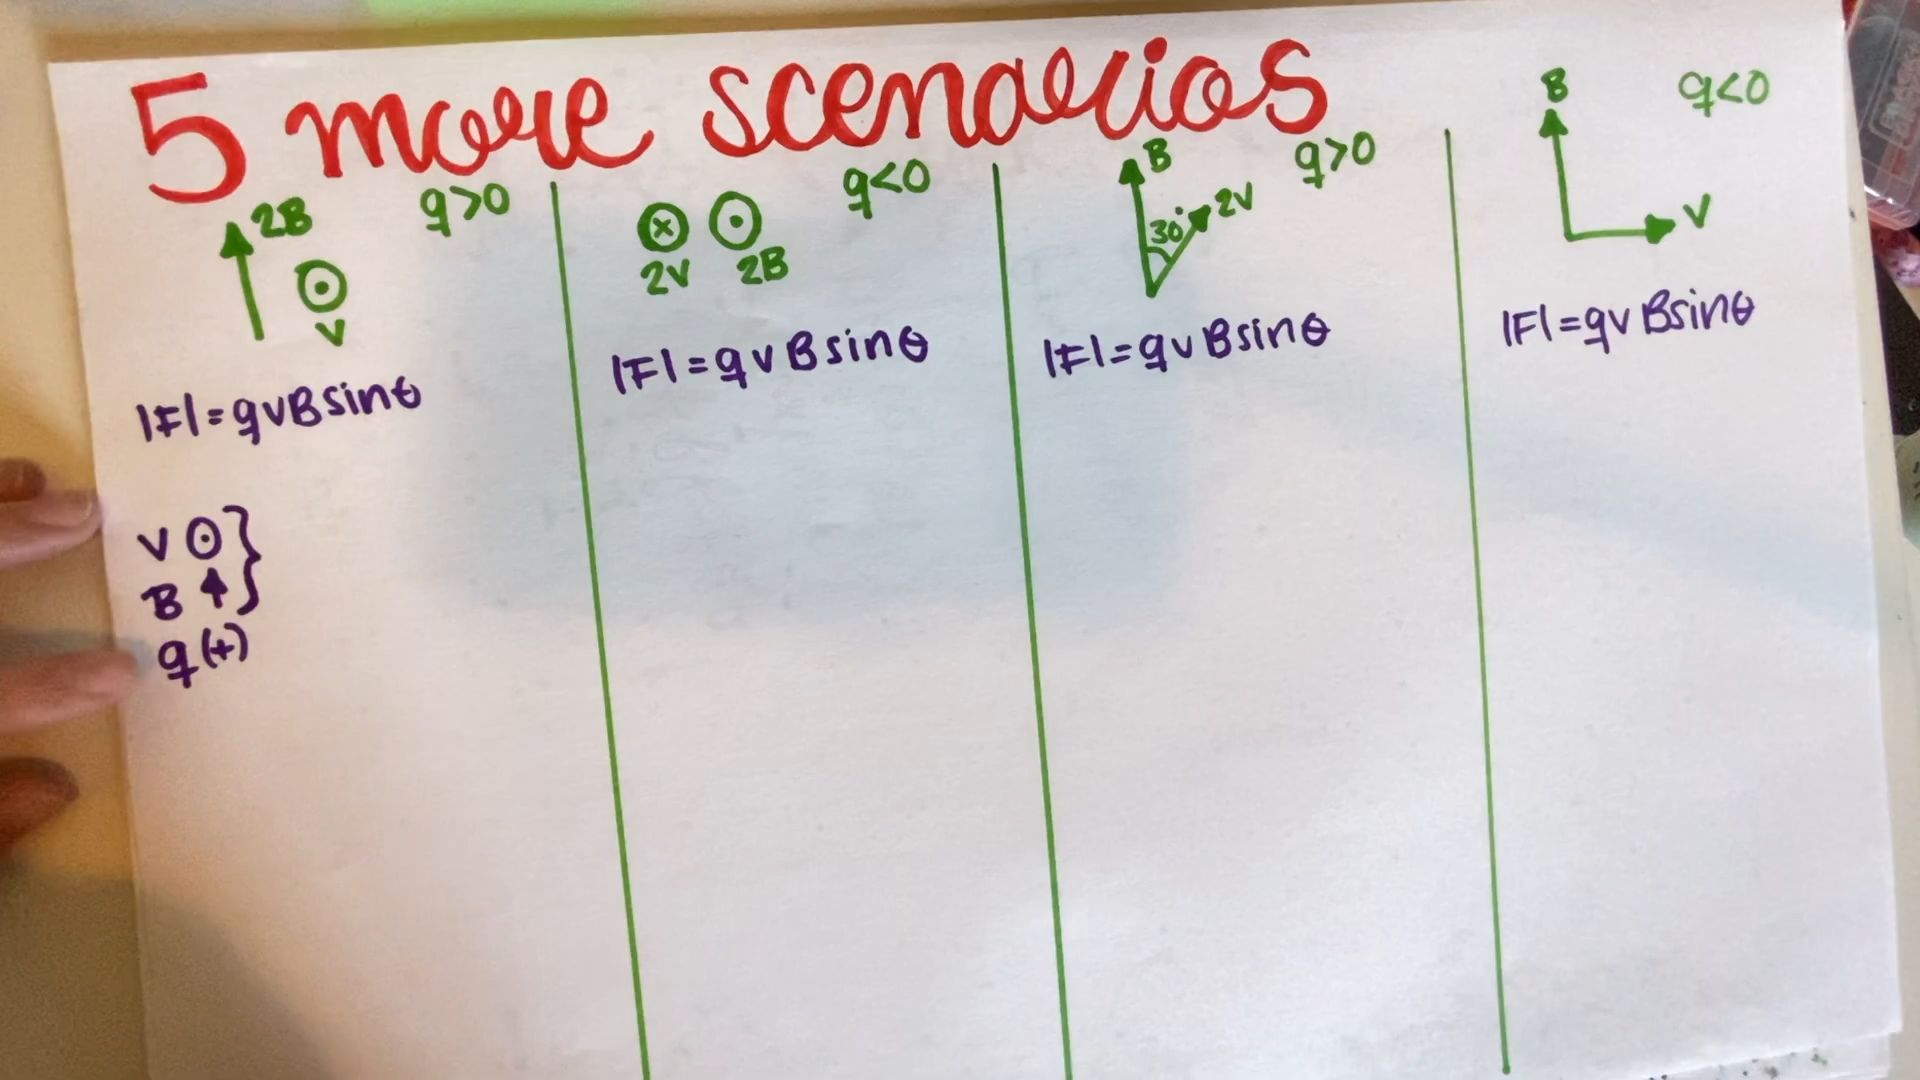 5 more scenarios
2B q>0
V
|F|=qvBsinθ
V ⊙
B ↑
q(+)
q<0
2V 2B
|F|=qvBsinθ
B q>0
30° 2V
|F|=qvBsinθ
B q<0
V
|F|=qvBsinθ